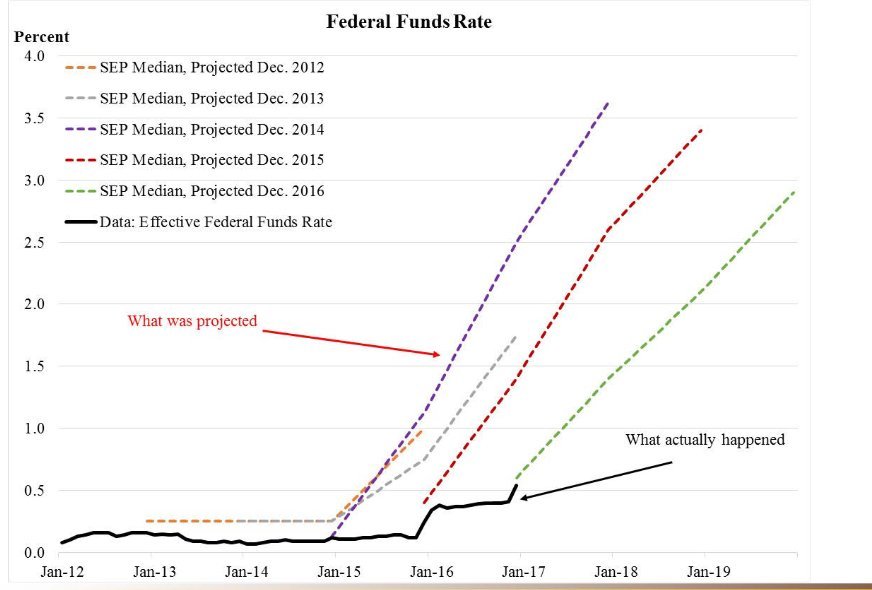 Federal Funds Rate
Percent
4.0
3.5
3.0
2.5
2.0
1.5
1.0
0.5
0.0
SEP Median, Projected Dec. 2012
SEP Median, Projected Dec. 2013
SEP Median, Projected Dec. 2014
SEP Median, Projected Dec. 2015
SEP Median, Projected Dec. 2016
Data: Effective Federal Funds Rate
What was projected
What actually happened
Jan-12 Jan-13 Jan-14 Jan-15 Jan-16 Jan-17 Jan-18 Jan-19